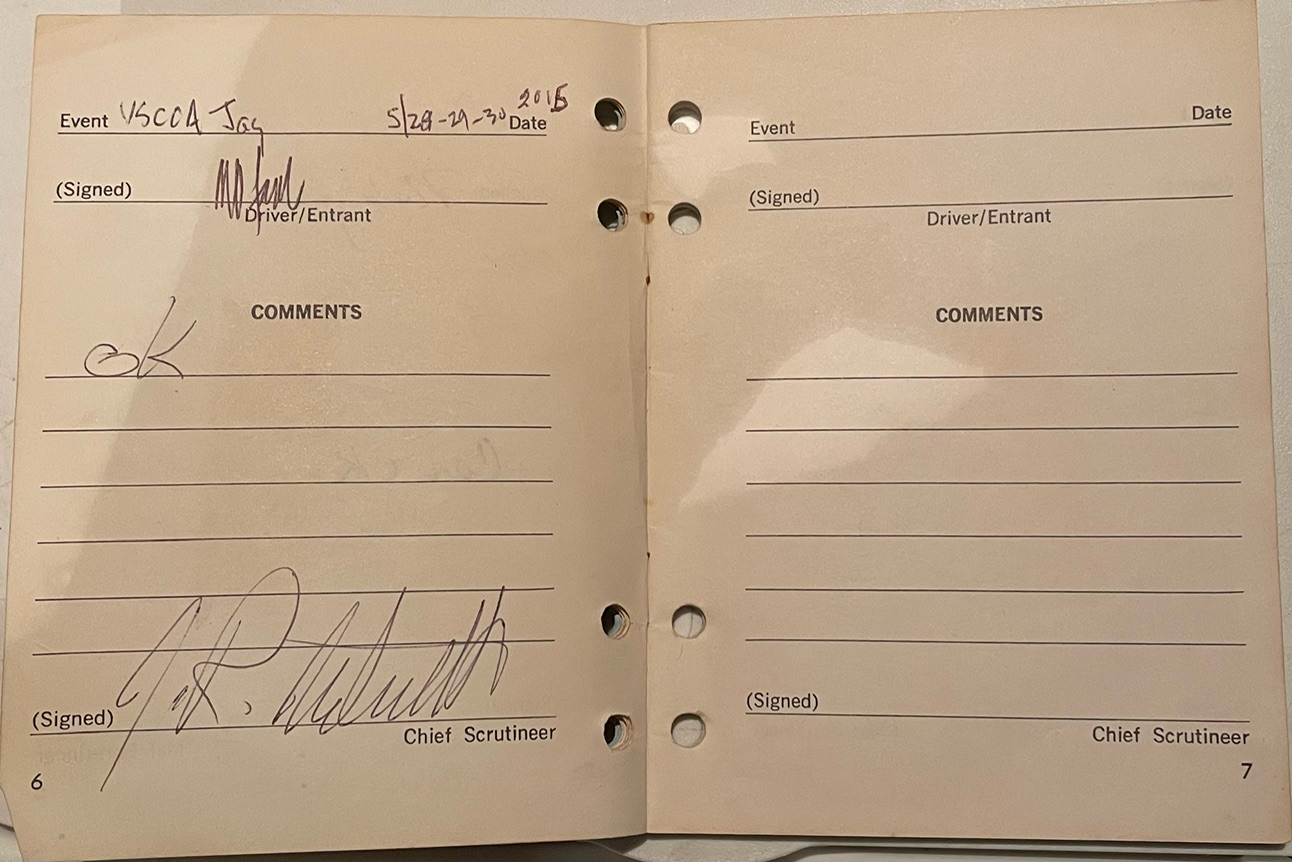 Event VSCCA Jag 5/28-29-30 2015 Date
(Signed)
Driver/Entrant
COMMENTS
OK
(Signed)
Chief Scrutineer
6
Event Date
(Signed)
Driver/Entrant
COMMENTS
(Signed)
Chief Scrutineer
7